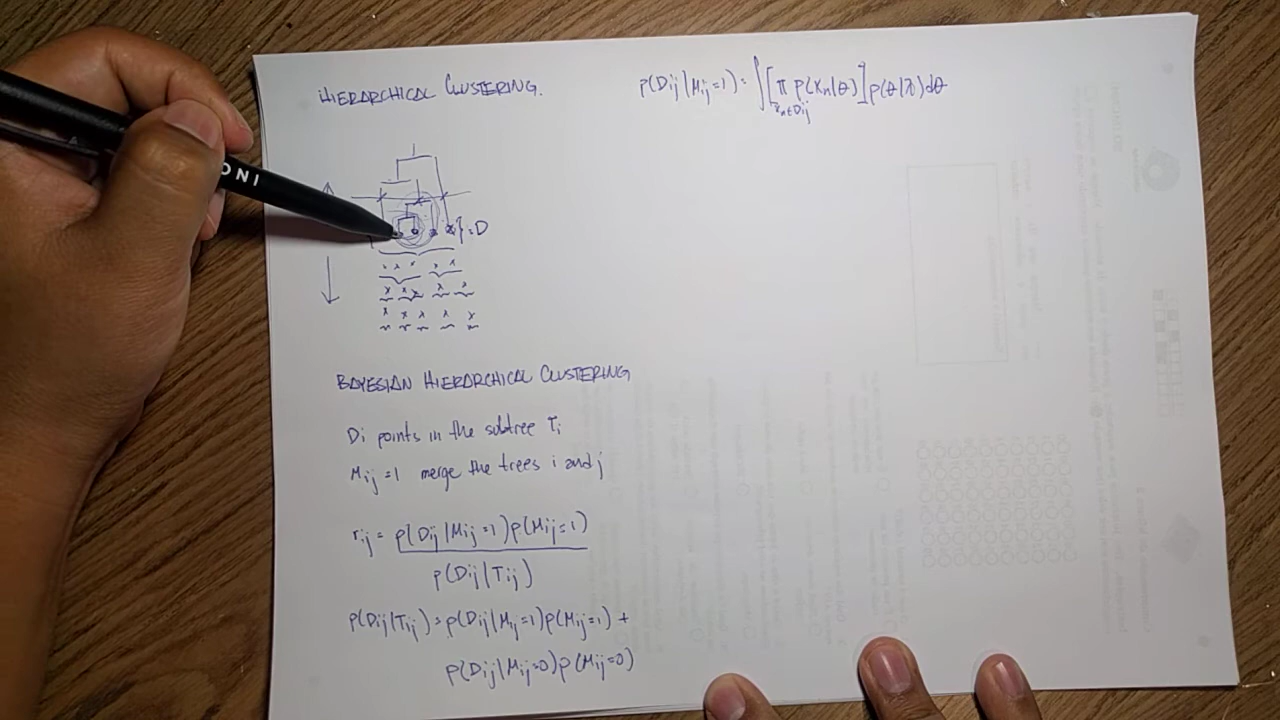 HIERARCHICAL CLUSTERING.
p(Dij|Mij=1) = ∫[π p(xn|θ)] p(θ|λ)dθ
xn∈Dij
ONI
}=D
BAYESIAN HIERARCHICAL CLUSTERING
Di points in the subtree Ti
Mij=1 merge the trees i and j
rij = p(Dij|Mij=1)p(Mij=1)
p(Dij|Tij)
p(Dij|Tij) = p(Dij|Mij=1)p(Mij=1) +
p(Dij|Mij=0)p(Mij=0)